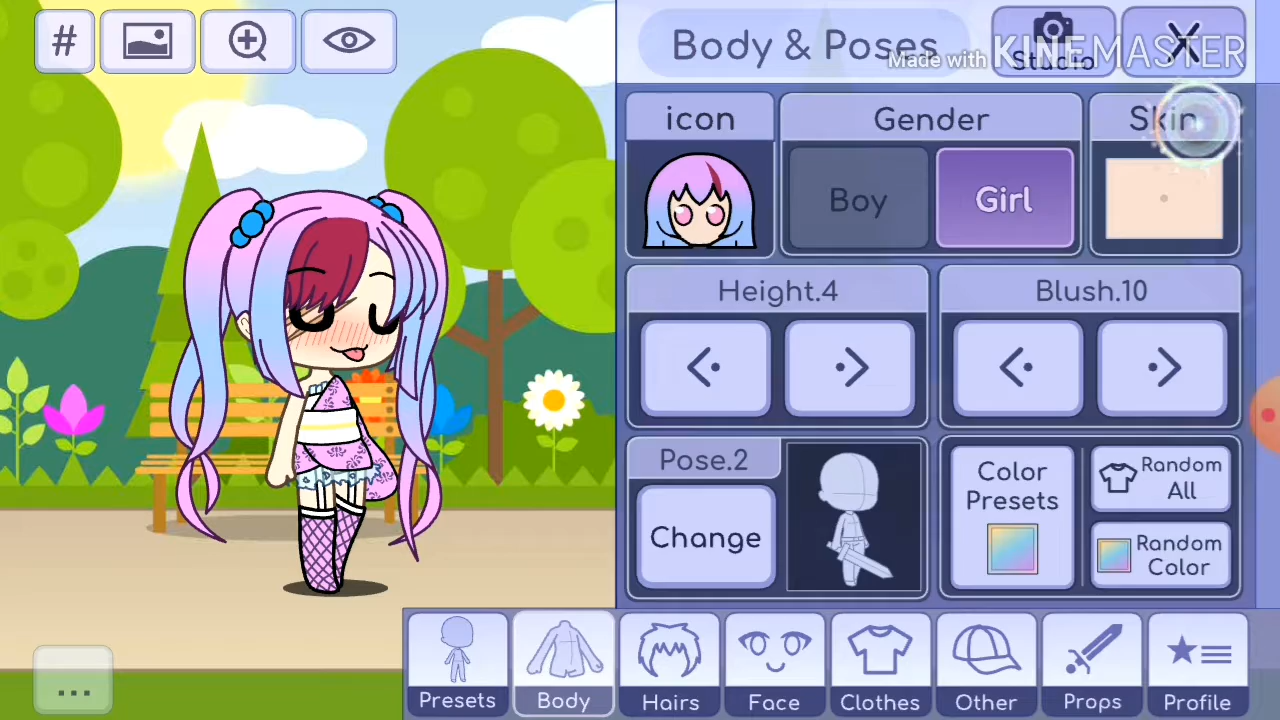 #
Body & Poses
Studio
X
Made with KINEMASTER
icon
Gender
Skin
Boy
Girl
Height.4
Blush.10
Pose.2
Change
Color
Presets
Random
All
Random
Color
...
Presets
Body
Hairs
Face
Clothes
Other
Props
Profile